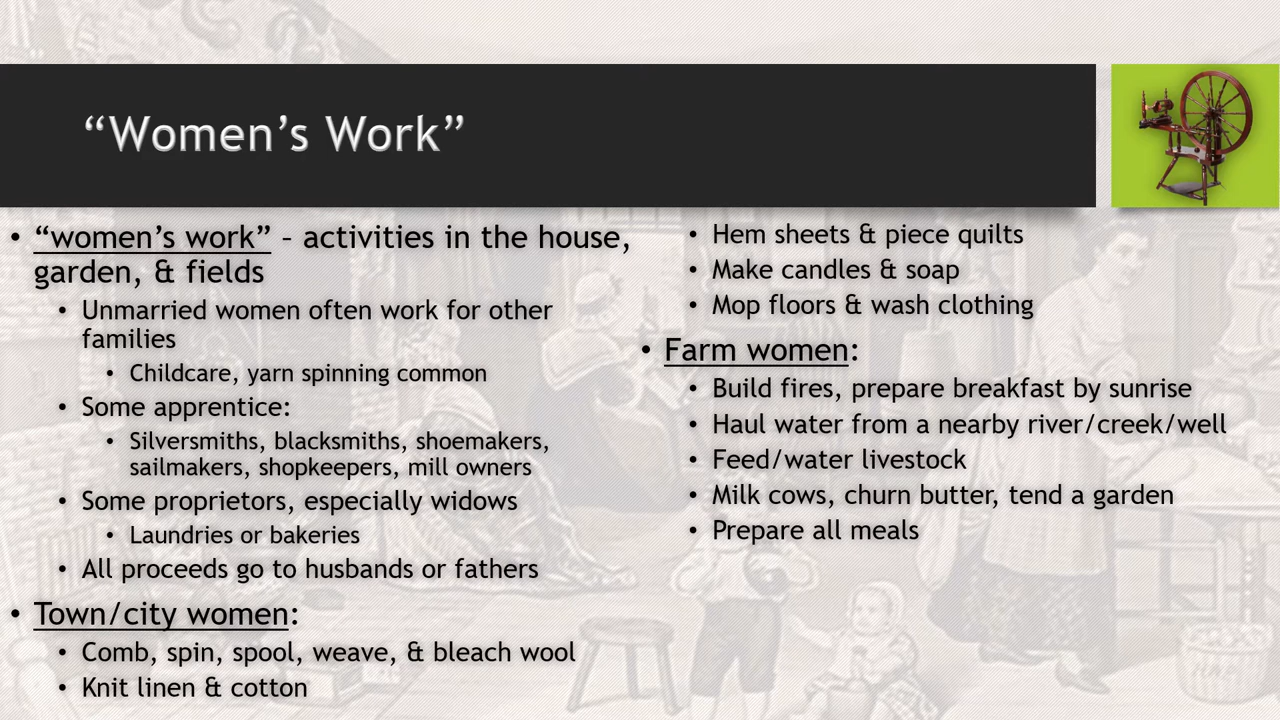 “Women’s Work”
• “women’s work” – activities in the house,
garden, & fields
• Unmarried women often work for other
families
• Childcare, yarn spinning common
• Some apprentice:
• Silversmiths, blacksmiths, shoemakers,
sailmakers, shopkeepers, mill owners
• Some proprietors, especially widows
• Laundries or bakeries
• All proceeds go to husbands or fathers
• Town/city women:
• Comb, spin, spool, weave, & bleach wool
• Knit linen & cotton
• Hem sheets & piece quilts
• Make candles & soap
• Mop floors & wash clothing
• Farm women:
• Build fires, prepare breakfast by sunrise
• Haul water from a nearby river/creek/well
• Feed/water livestock
• Milk cows, churn butter, tend a garden
• Prepare all meals